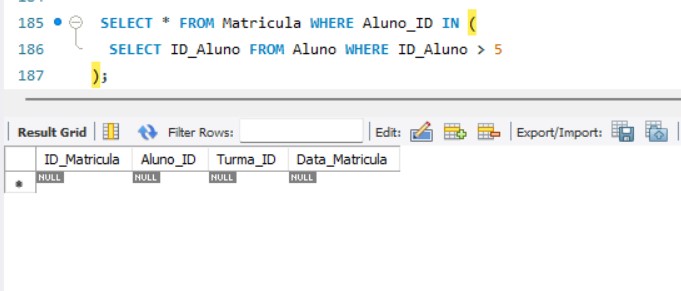 185 SELECT * FROM Matricula WHERE Aluno_ID IN (
186 SELECT ID_Aluno FROM Aluno WHERE ID_Aluno > 5
187 );
Result Grid Filter Rows: Edit: Export/Import:
ID_Matricula Aluno_ID Turma_ID Data_Matricula
* NULL NULL NULL NULL